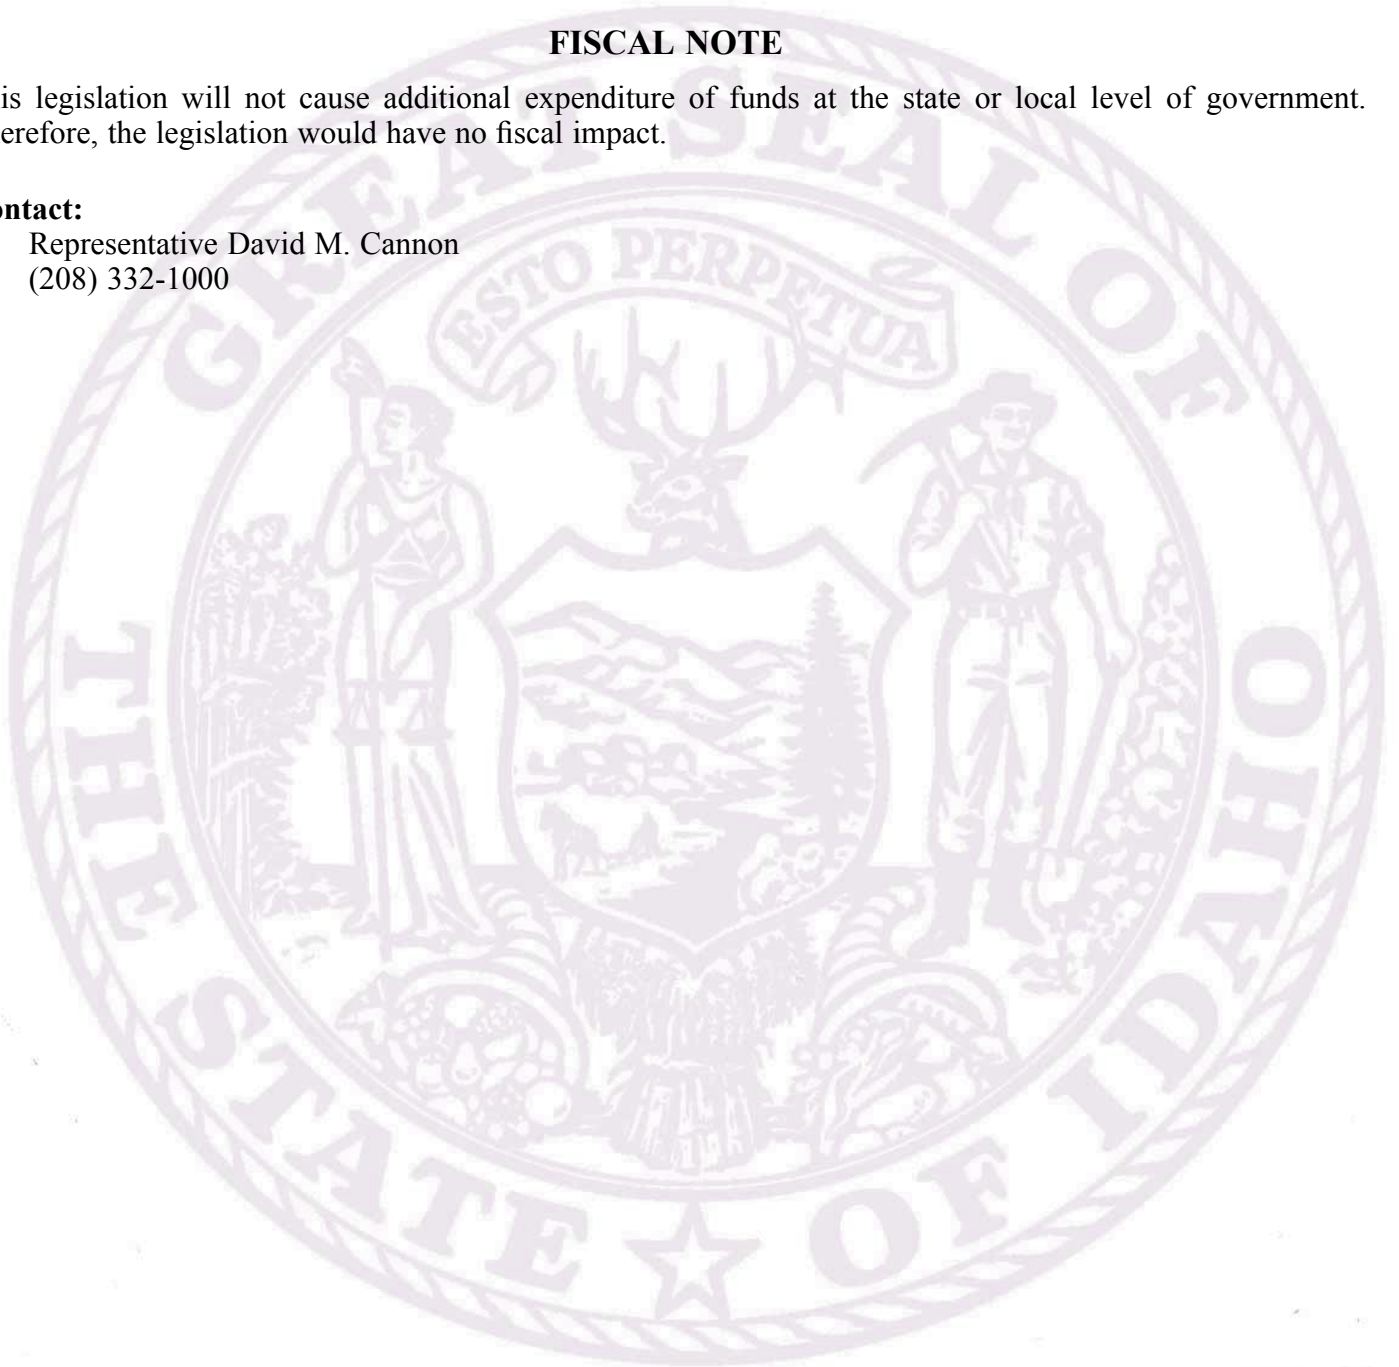 FISCAL NOTE
is legislation will not cause additional expenditure of funds at the state or local level of government.
erefore, the legislation would have no fiscal impact.
ontact:
Representative David M. Cannon
(208) 332-1000
GREAT SEAL OF
ESTO PERPETUA
THE STATE OF IDAHO